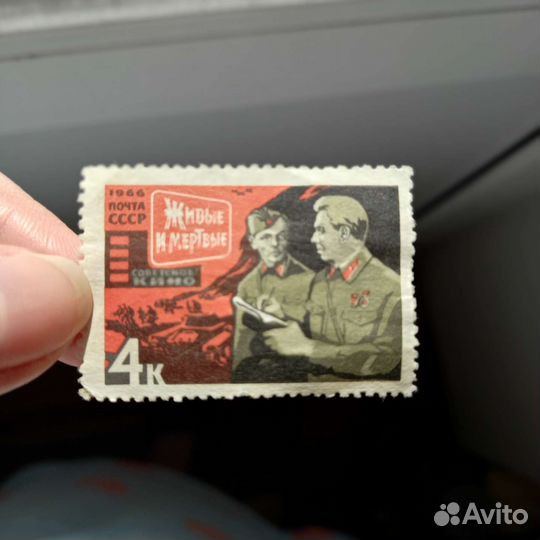 1966
ПОЧТА
СССР
ЖИВЫЕ
И МЕРТВЫЕ
СОВЕТСКОЕ
КИНО
4К
Avito